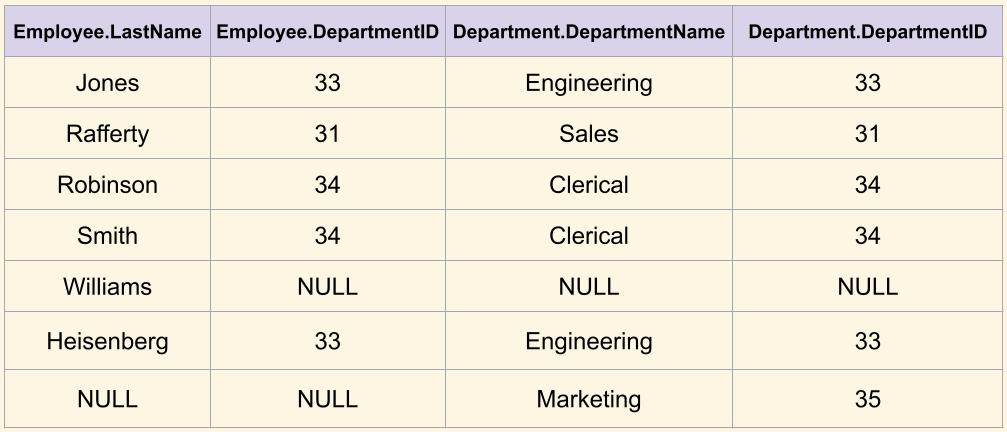 Employee.LastName Employee.DepartmentID Department.DepartmentName Department.DepartmentID
Jones 33 Engineering 33
Rafferty 31 Sales 31
Robinson 34 Clerical 34
Smith 34 Clerical 34
Williams NULL NULL NULL
Heisenberg 33 Engineering 33
NULL NULL Marketing 35